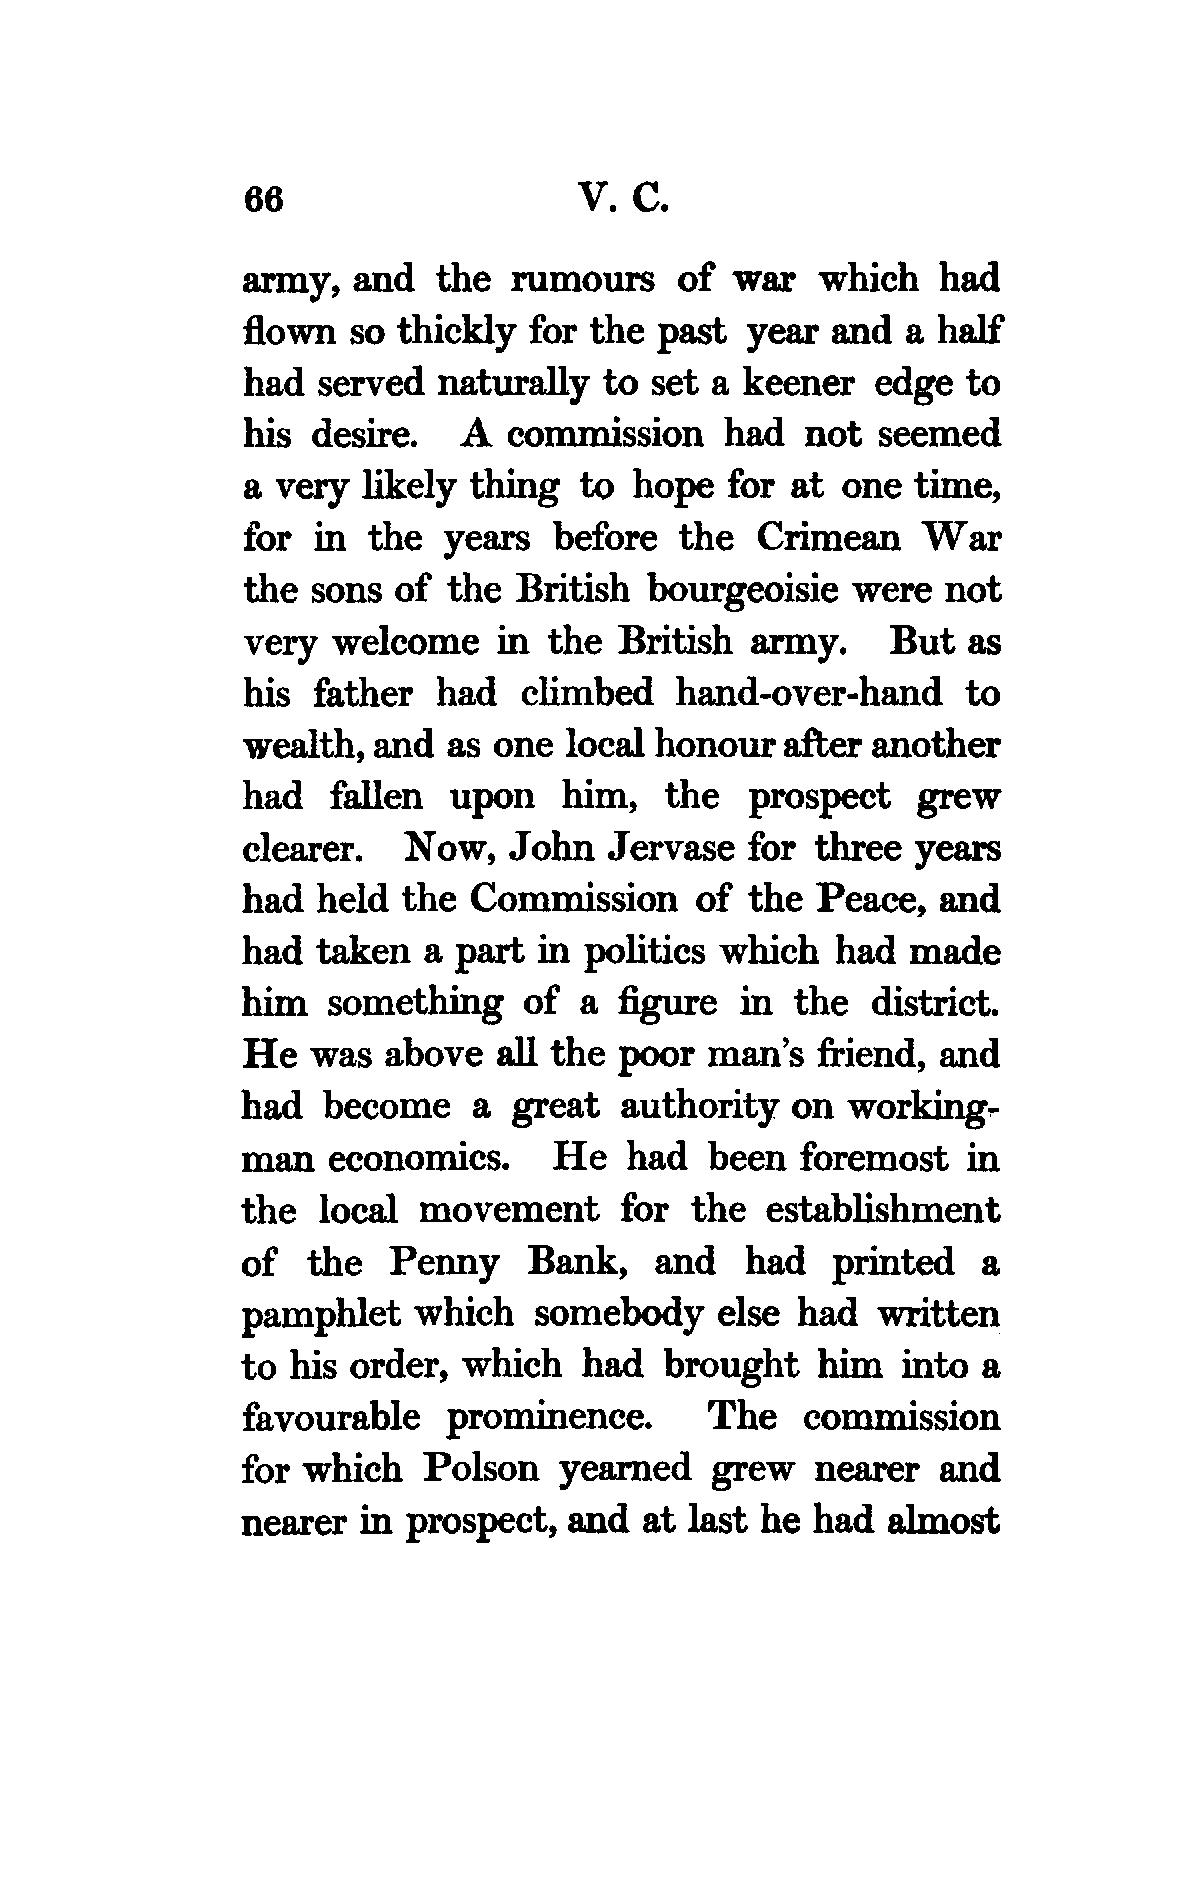 66 V. C.
army, and the rumours of war which had
flown so thickly for the past year and a half
had served naturally to set a keener edge to
his desire. A commission had not seemed
a very likely thing to hope for at one time,
for in the years before the Crimean War
the sons of the British bourgeoisie were not
very welcome in the British army. But as
his father had climbed hand-over-hand to
wealth, and as one local honour after another
had fallen upon him, the prospect grew
clearer. Now, John Jervase for three years
had held the Commission of the Peace, and
had taken a part in politics which had made
him something of a figure in the district.
He was above all the poor man's friend, and
had become a great authority on working-
man economics. He had been foremost in
the local movement for the establishment
of the Penny Bank, and had printed a
pamphlet which somebody else had written
to his order, which had brought him into a
favourable prominence. The commission
for which Polson yearned grew nearer and
nearer in prospect, and at last he had almost